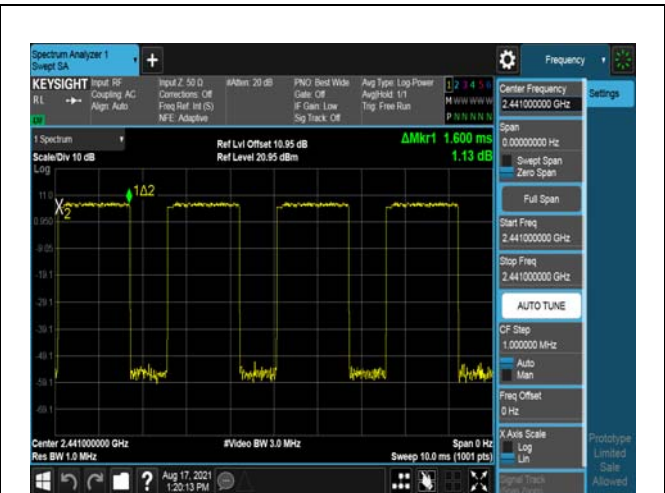 Spectrum Analyzer 1
Swept SA
+
Frequency
KEYSIGHT
RL
Input: RF
Coupling: AC
Align: Auto
Input Z: 50 Ω
Corrections: Off
Freq Ref: Int (S)
NFE: Adaptive
#Atten: 20 dB
PNO: Best Wide
Gate: Off
IF Gain: Low
Sig Track: Off
Avg Type: Log-Power
Avg|Hold: 1/1
Trig: Free Run
1 2 3 4 5 6
M W W W W W
P N N N N N
1 Spectrum
Scale/Div 10 dB
Log
Ref Lvl Offset 10.95 dB
Ref Level 20.95 dBm
ΔMkr1 1.600 ms
1.13 dB
1Δ2
X2
11.0
0.950
-9.05
-19.1
-29.1
-39.1
-49.1
-59.1
-69.1
Center 2.441000000 GHz
Res BW 1.0 MHz
#Video BW 3.0 MHz
Span 0 Hz
Sweep 10.0 ms (1001 pts)
Aug 17, 2021
1:20:13 PM
?
Center Frequency
2.441000000 GHz
Span
0.00000000 Hz
Swept Span
Zero Span
Full Span
Start Freq
2.441000000 GHz
Stop Freq
2.441000000 GHz
AUTO TUNE
CF Step
1.000000 MHz
Auto
Man
Freq Offset
0 Hz
X Axis Scale
Log
Lin
Signal Track
Settings
Prototype
Limited
Sale
Allowed